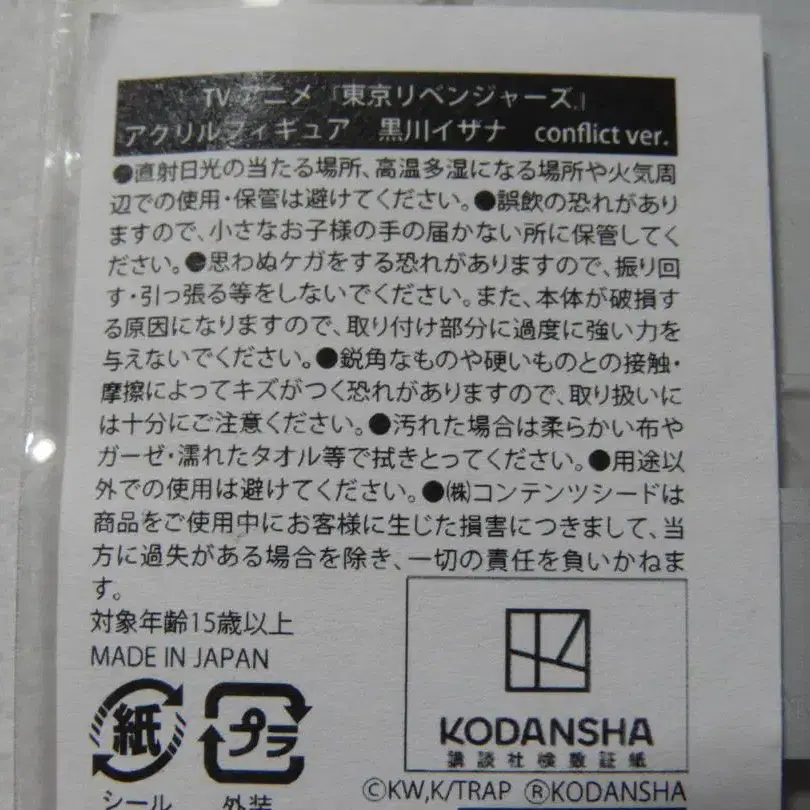 TVアニメ『東京リベンジャーズ』
アクリルフィギュア 黒川イザナ conflict ver.
●直射日光の当たる場所、高温多湿になる場所や火気周
辺での使用・保管は避けてください。●誤飲の恐れがあり
ますので、小さなお子様の手の届かない所に保管してく
ださい。●思わぬケガをする恐れがありますので、振り回
す・引っ張る等をしないでください。また、本体が破損す
る原因になりますので、取り付け部分に過度に強い力を
与えないでください。●鋭角なものや硬いものとの接触・
摩擦によってキズがつく恐れがありますので、取り扱いに
は十分にご注意ください。●汚れた場合は柔らかい布や
ガーゼ・濡れたタオル等で拭きとってください。●用途以
外での使用は避けてください。●㈱コンテンツシードは
商品をご使用中にお客様に生じた損害につきまして、当
方に過失がある場合を除き、一切の責任を負いかねま
す。
対象年齢15歳以上
MADE IN JAPAN
紙
プラ
シール
外装
KODANSHA
講談社検数証紙
©KW,K/TRAP ®KODANSHA